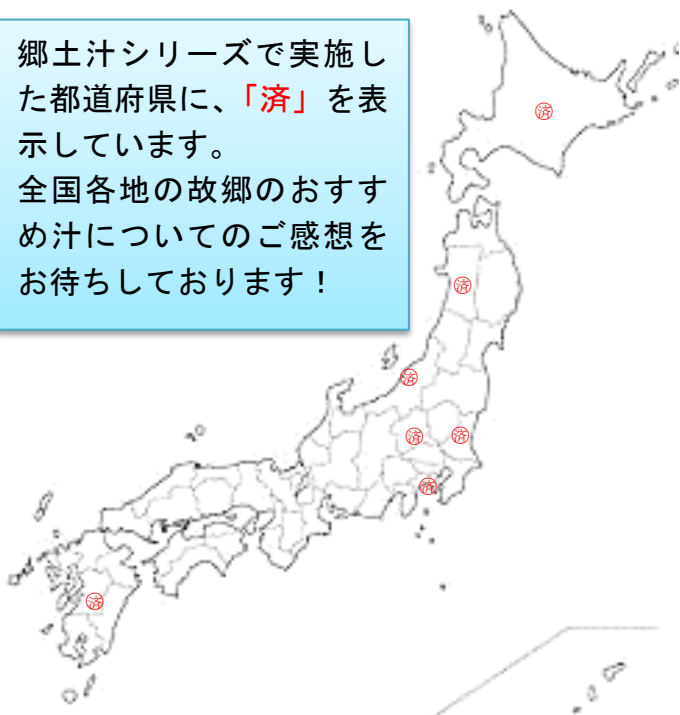 郷土汁シリーズで実施し
た都道府県に、「済」を表
示しています。
全国各地の故郷のおすす
め汁についてのご感想を
お待ちしております！
済
済
済
済
済
済
済